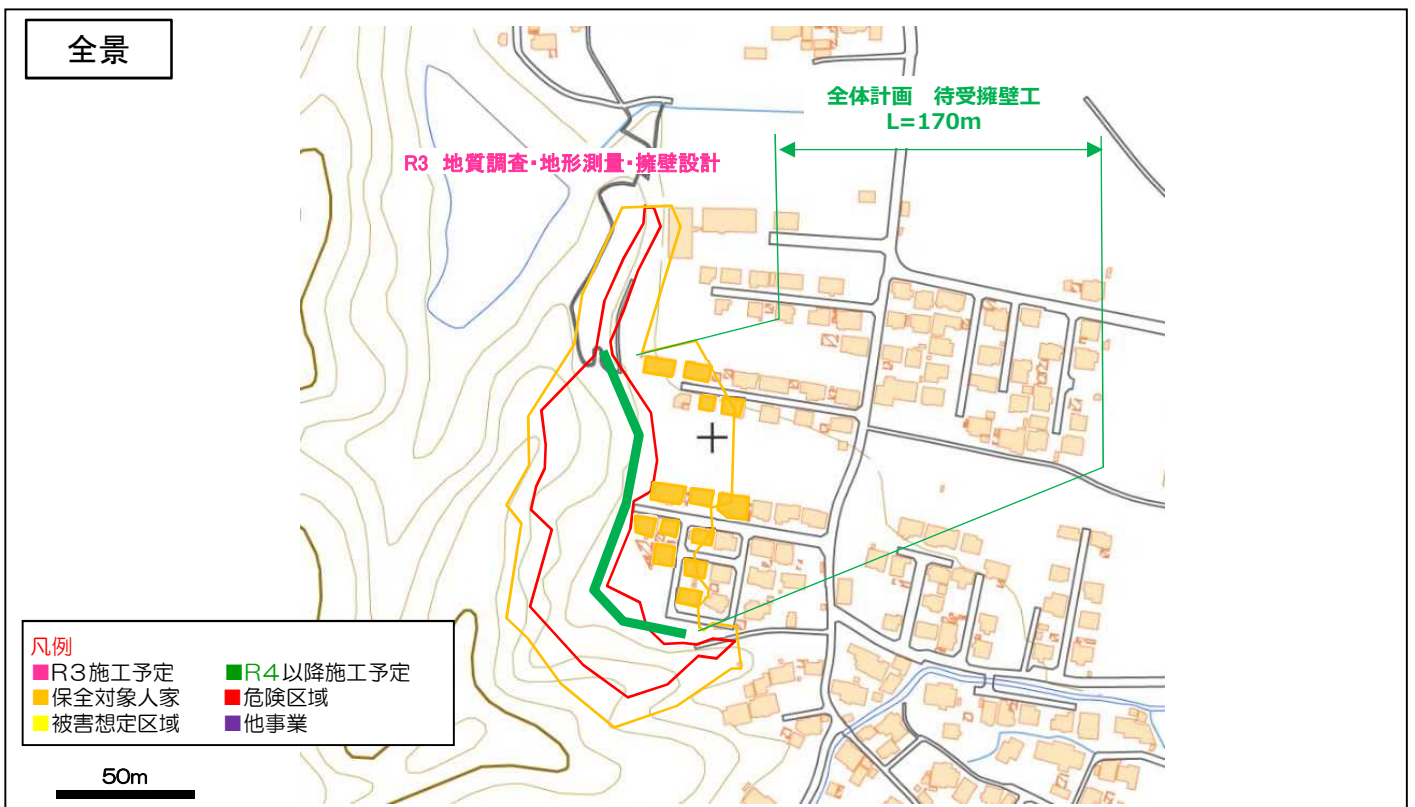 全景
全体計画　待受擁壁工
L=170m
R3 地質調査・地形測量・擁壁設計
凡例
■R３施工予定
■R４以降施工予定
■保全対象人家
■危険区域
■被害想定区域
■他事業
50m